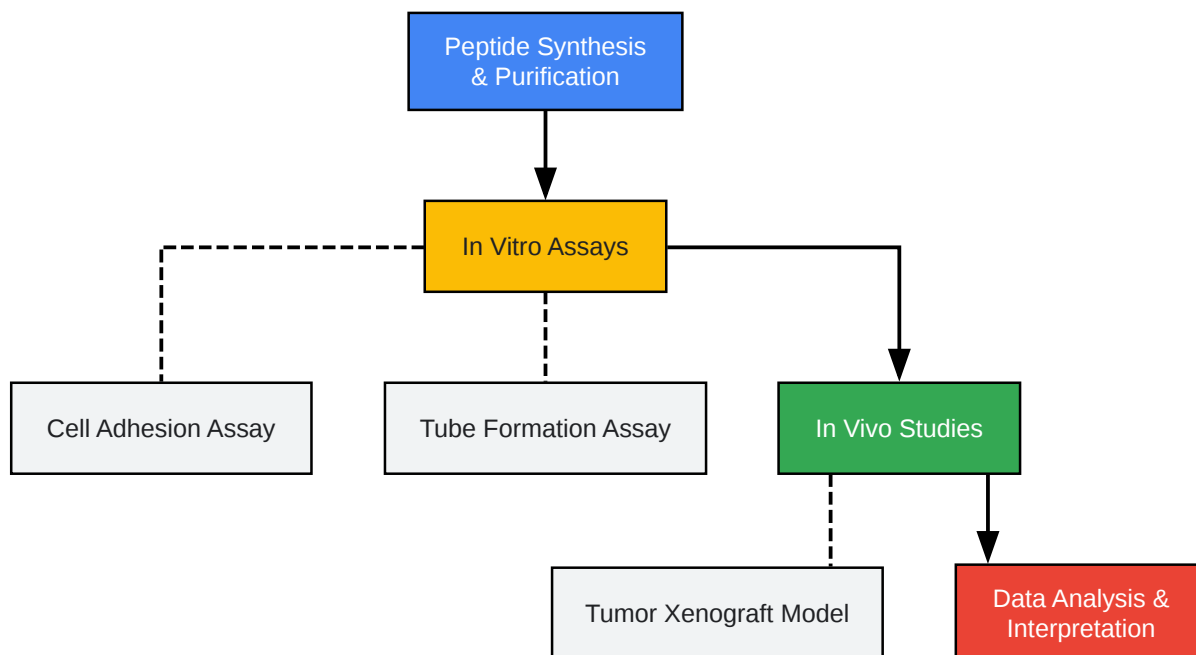 Peptide Synthesis
& Purification
In Vitro Assays
Cell Adhesion Assay
Tube Formation Assay
In Vivo Studies
Tumor Xenograft Model
Data Analysis &
Interpretation